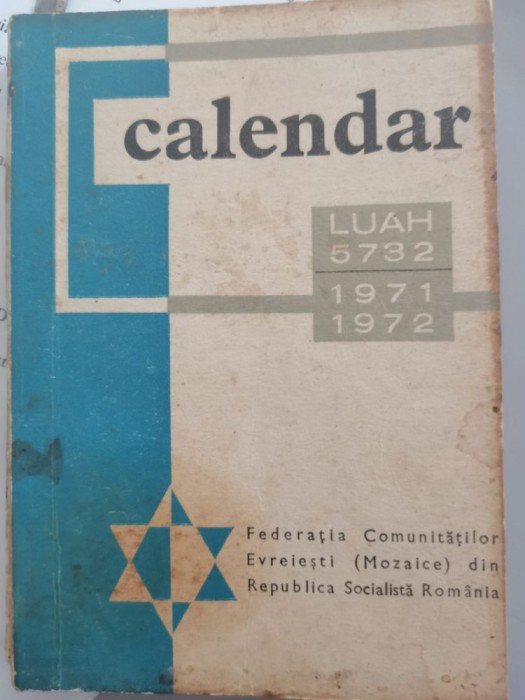 calendar
LUAH
5732
1971
1972
Federația Comunităților
Evreiești (Mozaice) din
Republica Socialistă România